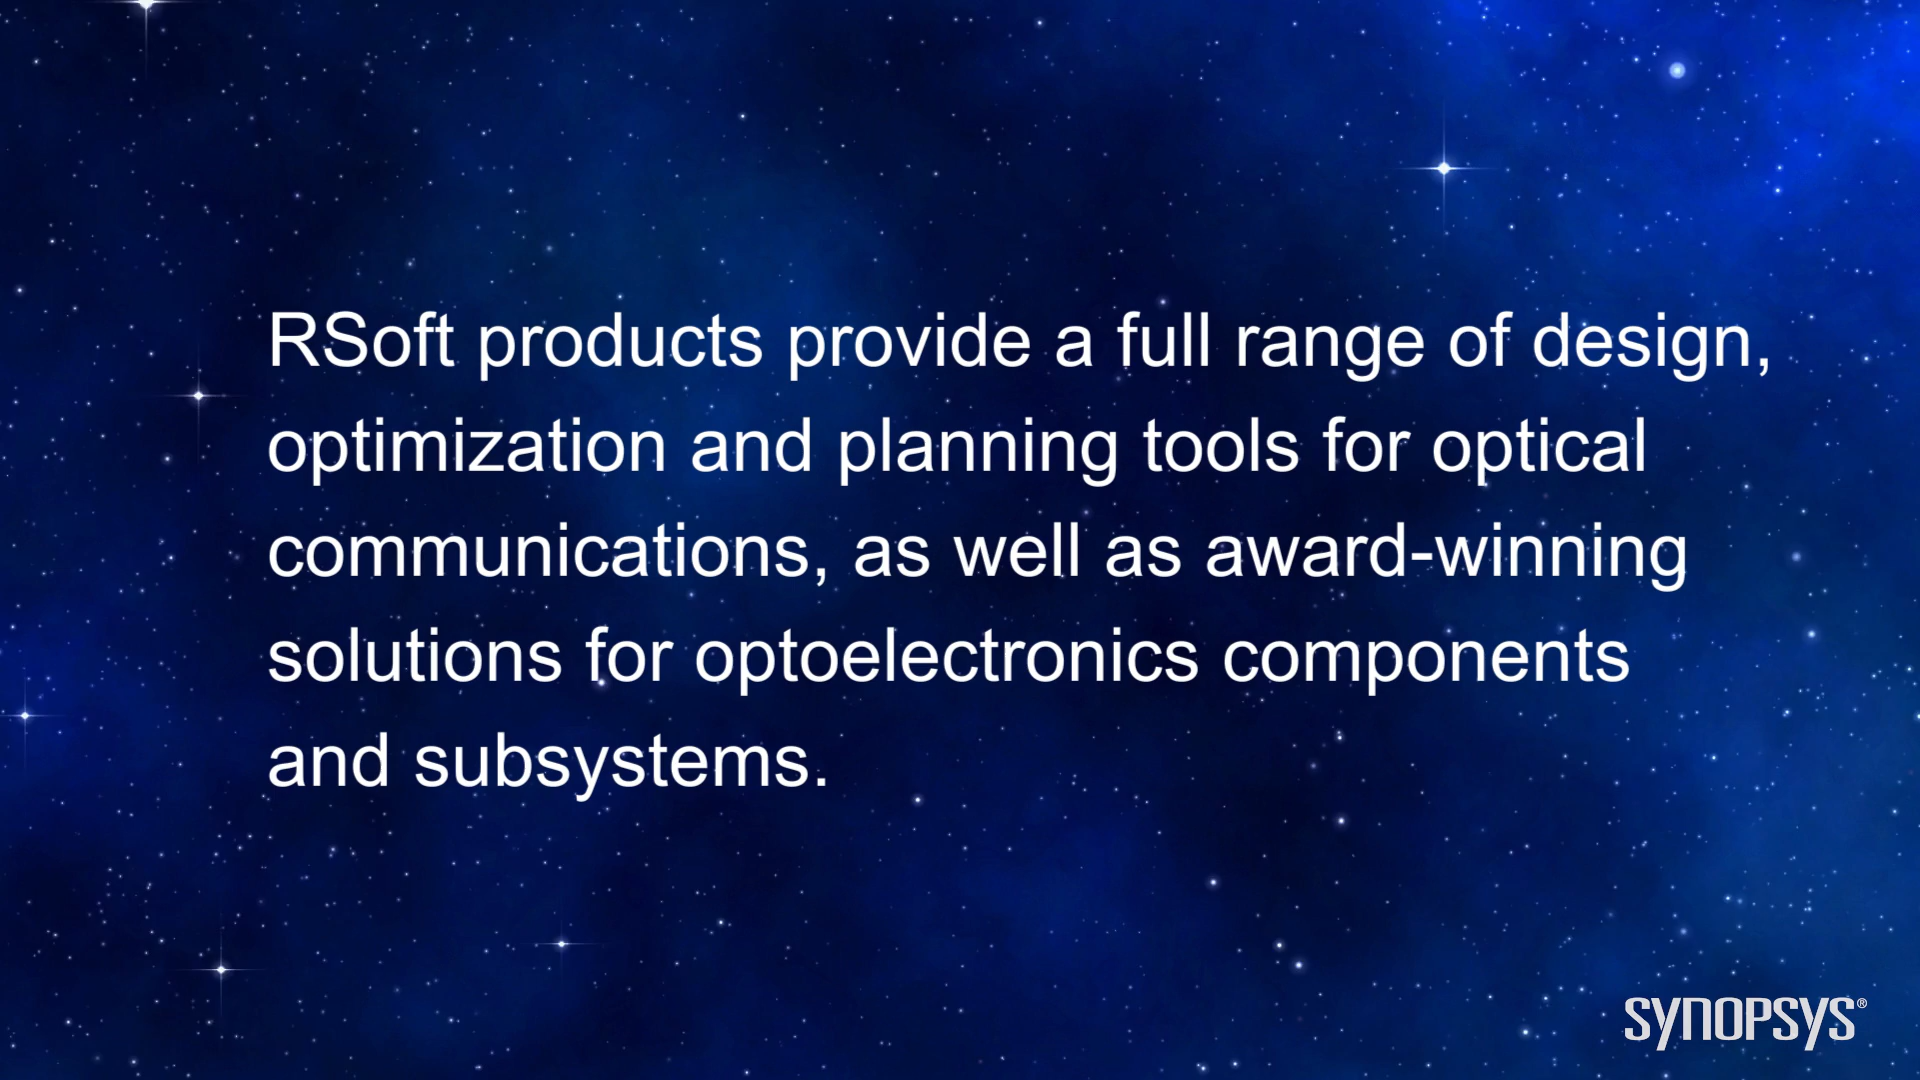 RSoft products provide a full range of design,
optimization and planning tools for optical
communications, as well as award-winning
solutions for optoelectronics components
and subsystems.
SYNOPSYS®